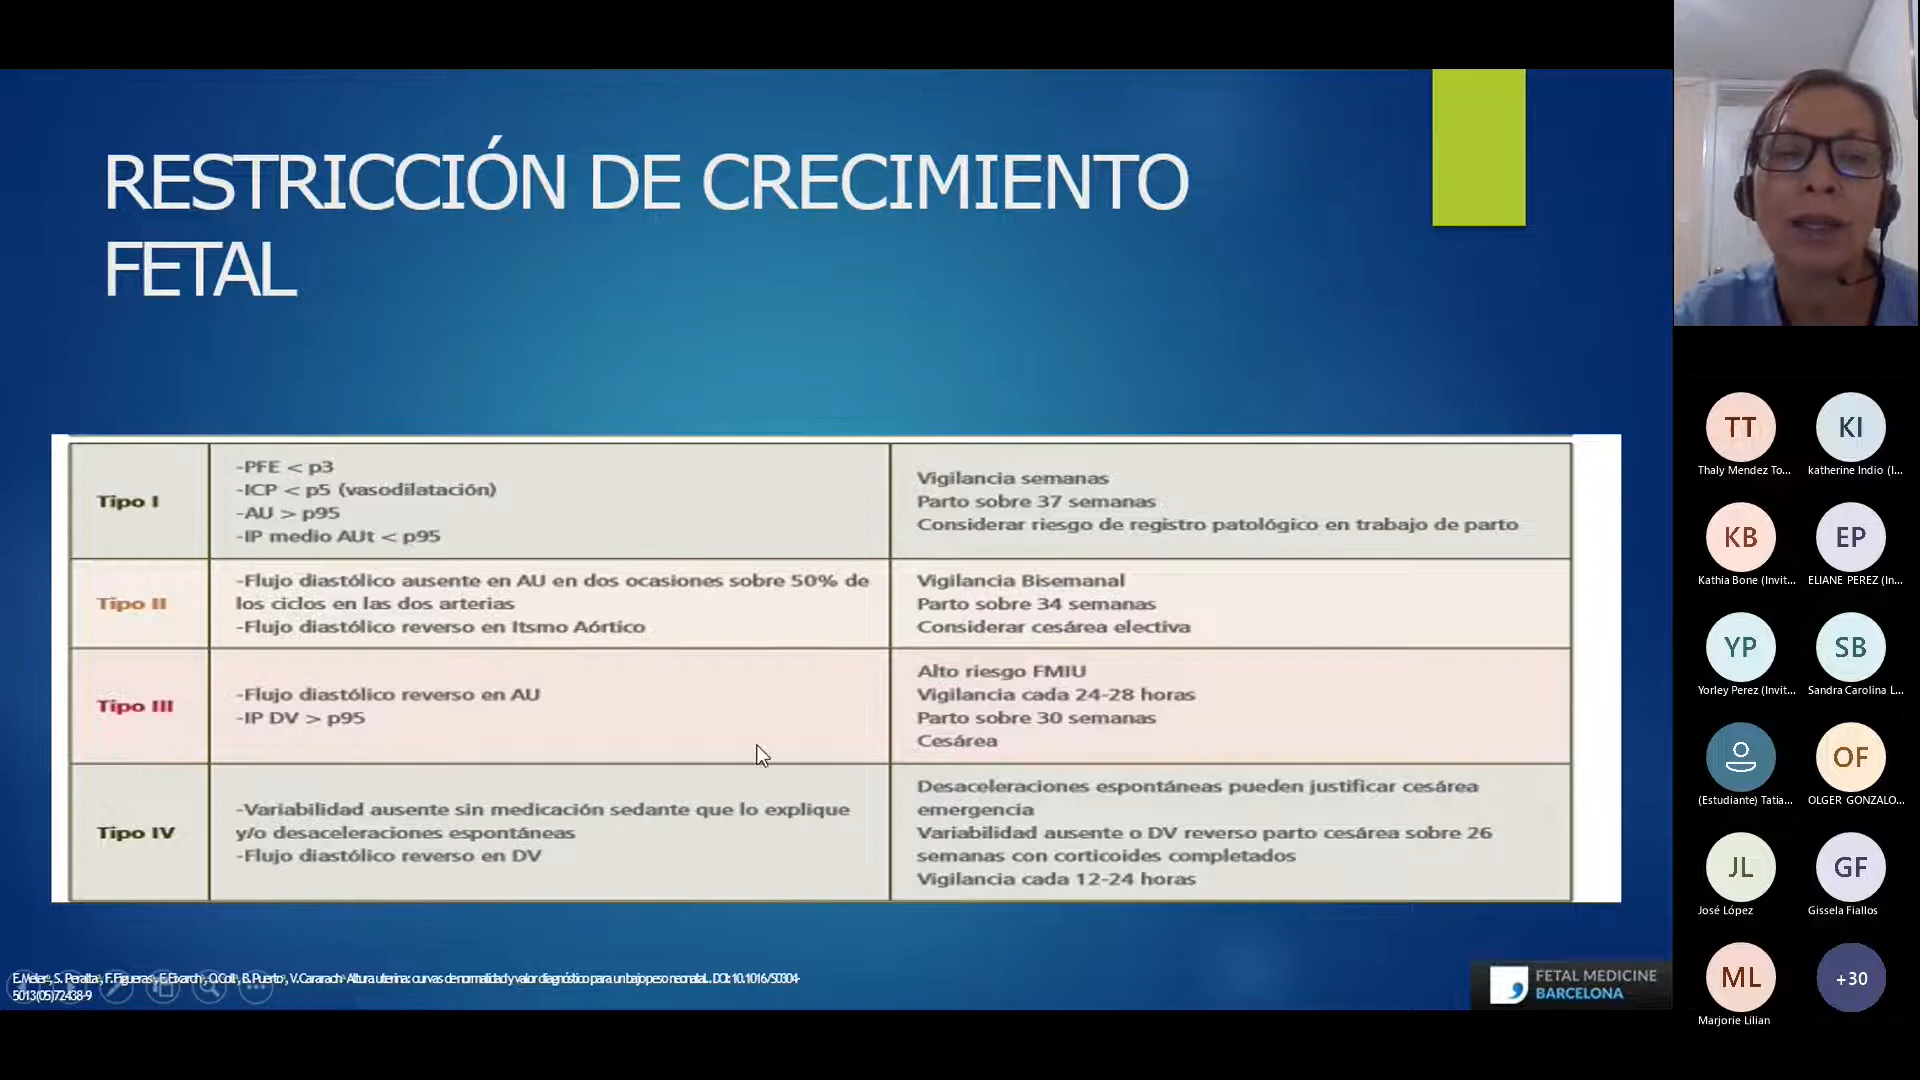 RESTRICCIÓN DE CRECIMIENTO
FETAL
Tipo I
-PFE < p3
-ICP < p5 (vasodilatación)
-AU > p95
-IP medio AUt < p95
Vigilancia semanas
Parto sobre 37 semanas
Considerar riesgo de registro patológico en trabajo de parto
Tipo II
-Flujo diastólico ausente en AU en dos ocasiones sobre 50% de
los ciclos en las dos arterias
-Flujo diastólico reverso en Itsmo Aórtico
Vigilancia Bisemanal
Parto sobre 34 semanas
Considerar cesárea electiva
Tipo III
-Flujo diastólico reverso en AU
-IP DV > p95
Alto riesgo FMIU
Vigilancia cada 24-28 horas
Parto sobre 30 semanas
Cesárea
Tipo IV
-Variabilidad ausente sin medicación sedante que lo explique
y/o desaceleraciones espontáneas
-Flujo diastólico reverso en DV
Desaceleraciones espontáneas pueden justificar cesárea
emergencia
Variabilidad ausente o DV reverso parto cesárea sobre 26
semanas con corticoides completados
Vigilancia cada 12-24 horas
E. Meler, S. Peralta, F. Figueras, E. Eixarch, O. Coll, B. Puerto, V. Cararach Altura uterina: curvas de normalidad y valor diagnóstico para un bajo peso neonatal. DOI: 10.1016/S0304-
5013(05)72438-9
FETAL MEDICINE
BARCELONA
TT
KI
Thaly Mendez To...
katherine Indio (I...
KB
EP
Kathia Bone (Invit...
ELIANE PEREZ (In...
YP
SB
Yorley Perez (Invit...
Sandra Carolina L...
OF
(Estudiante) Tatia...
OLGER GONZALO...
JL
GF
José López
Gissela Fiallos
ML
+30
Marjorie Lilian